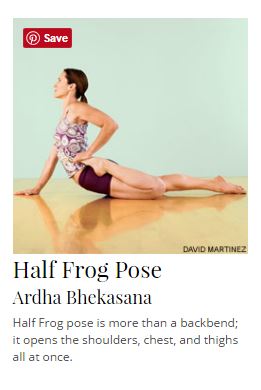 Save
DAVID MARTINEZ
Half Frog Pose
Ardha Bhekasana
Half Frog pose is more than a backbend;
it opens the shoulders, chest, and thighs
all at once.